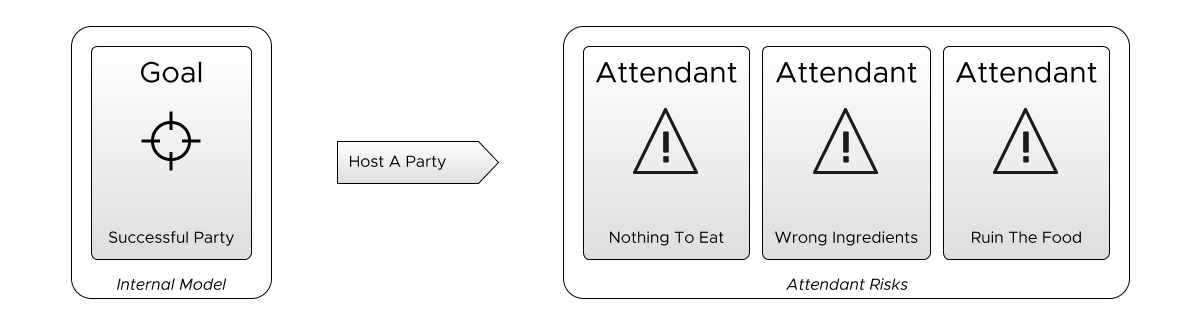 Goal
Successful Party
Internal Model
Host A Party
Attendant
Nothing To Eat
Attendant
Wrong Ingredients
Attendant
Ruin The Food
Attendant Risks